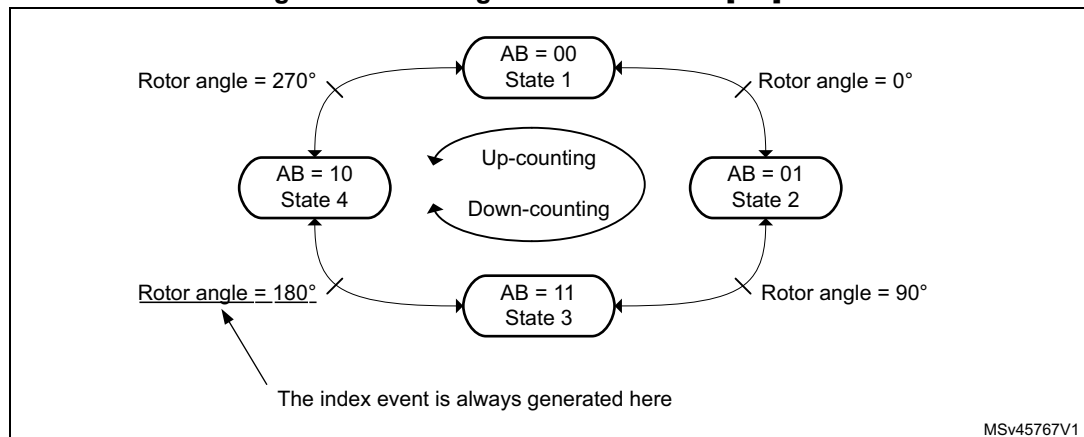 AB = 00
State 1
Rotor angle = 270°
Rotor angle = 0°
Up-counting
AB = 10
State 4
AB = 01
State 2
Down-counting
Rotor angle = 180°
AB = 11
State 3
Rotor angle = 90°
The index event is always generated here
MSv45767V1